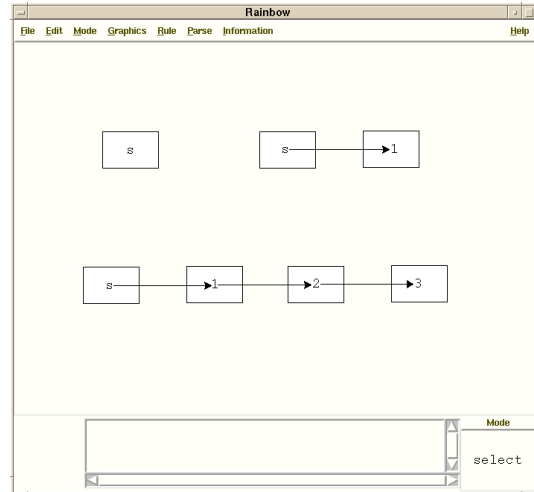 Rainbow
File Edit Mode Graphics Rule Parse Information Help
s s 1
s 1 2 3
Mode
select